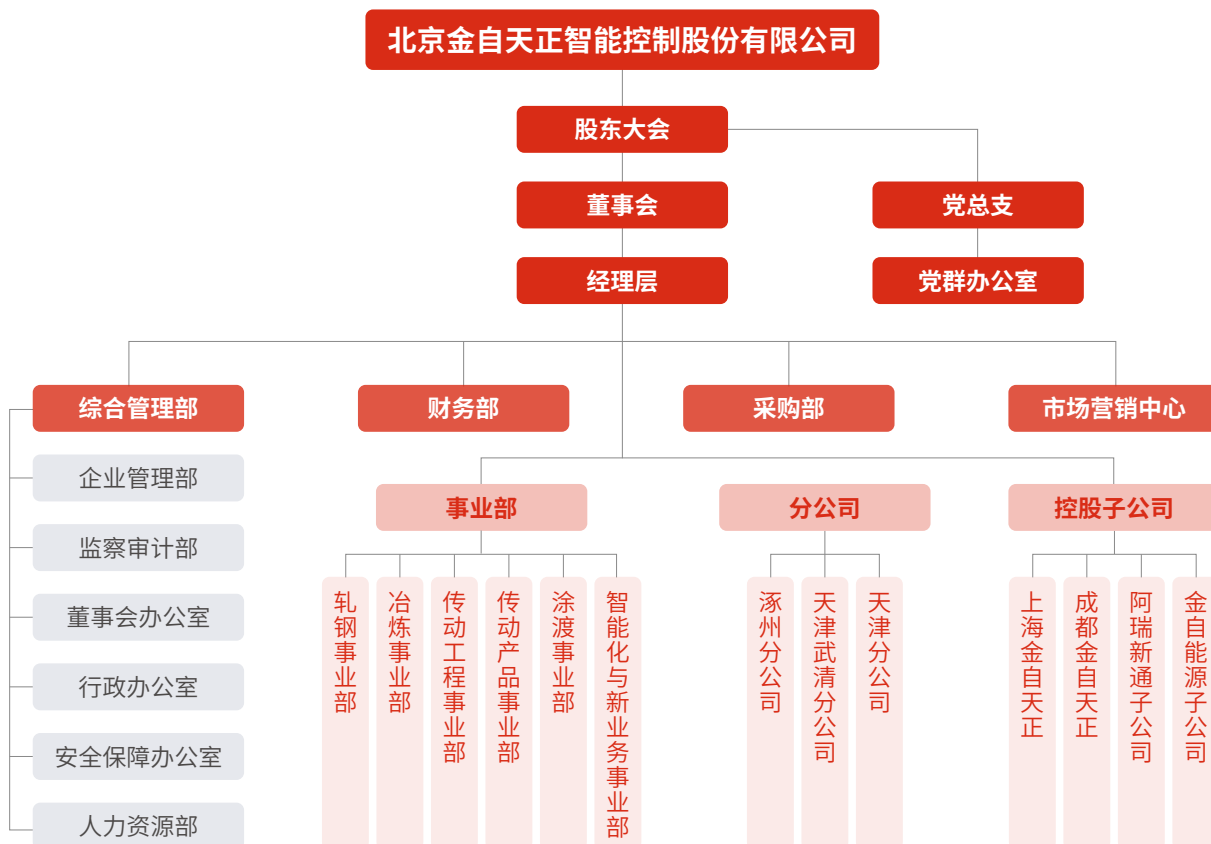 北京金自天正智能控制股份有限公司
股东大会
董事会
党总支
经理层
党群办公室
综合管理部
财务部
采购部
市场营销中心
企业管理部
监察审计部
董事会办公室
行政办公室
安全保障办公室
人力资源部
事业部
分公司
控股子公司
轧钢事业部
冶炼事业部
传动工程事业部
传动产品事业部
涂渡事业部
智能化与新业务事业部
涿州分公司
天津武清分公司
天津分公司
上海金自天正
成都金自天正
阿瑞新通子公司
金自能源子公司